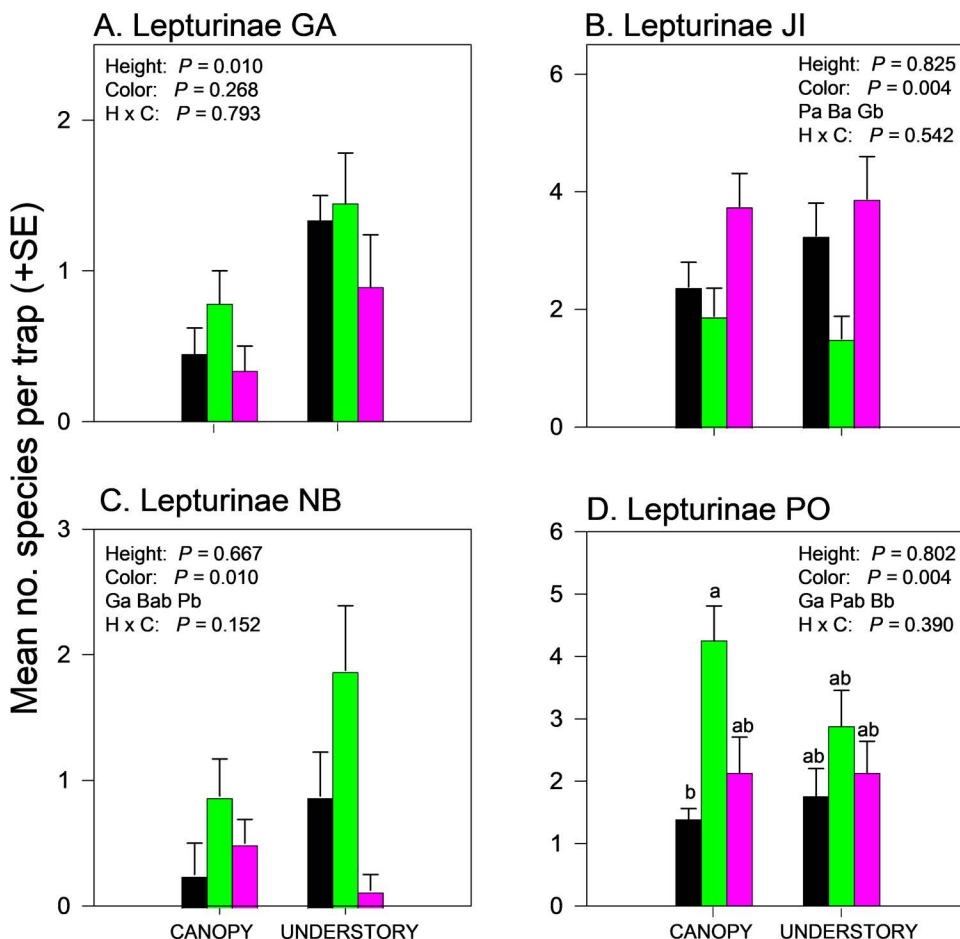 A. Lepturinae GA
Height: P = 0.010
Color: P = 0.268
H x C: P = 0.793
2
1
0
B. Lepturinae JI
Height: P = 0.825
Color: P = 0.004
Pa Ba Gb
H x C: P = 0.542
6
4
2
0
Mean no. species per trap (+SE)
C. Lepturinae NB
Height: P = 0.667
Color: P = 0.010
Ga Bab Pb
H x C: P = 0.152
3
2
1
0
CANOPY UNDERSTORY
D. Lepturinae PO
Height: P = 0.802
Color: P = 0.004
Ga Pab Bb
H x C: P = 0.390
6
5
4
3
2
1
0
b a ab ab ab ab
CANOPY UNDERSTORY